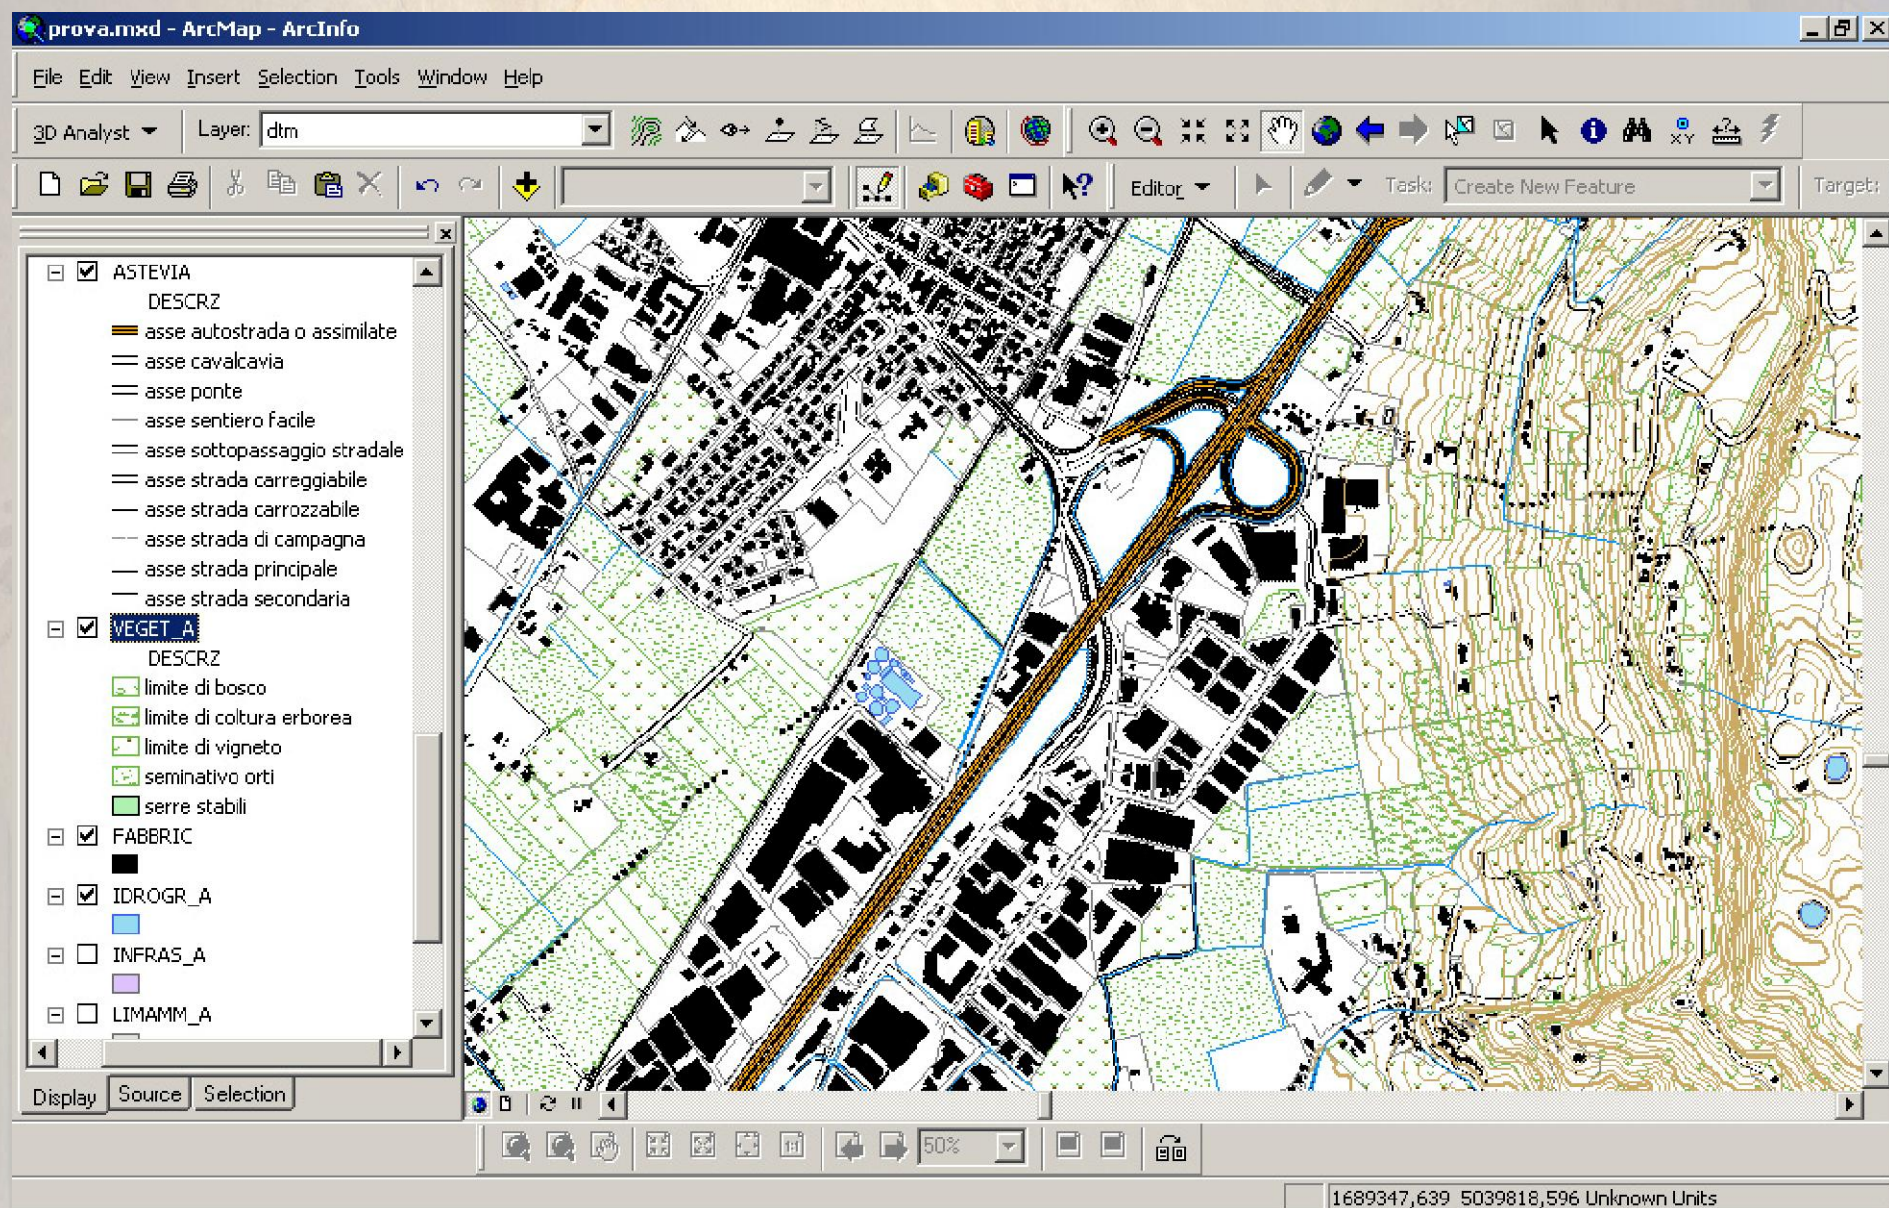 prova.mxd - ArcMap - ArcInfo
File Edit View Insert Selection Tools Window Help
3D Analyst Layer: dtm
Editor Task: Create New Feature Target:
ASTEVIA
DESCRZ
asse autostrada o assimilate
asse cavalcavia
asse ponte
asse sentiero facile
asse sottopassaggio stradale
asse strada carreggiabile
asse strada carrozzabile
asse strada di campagna
asse strada principale
asse strada secondaria
VEGET_A
DESCRZ
limite di bosco
limite di coltura erborea
limite di vigneto
seminativo orti
serre stabili
FABBRIC
IDROGR_A
INFRAS_A
LIMAMM_A
Display Source Selection
1:1 50%
1689347,639 5039818,596 Unknown Units